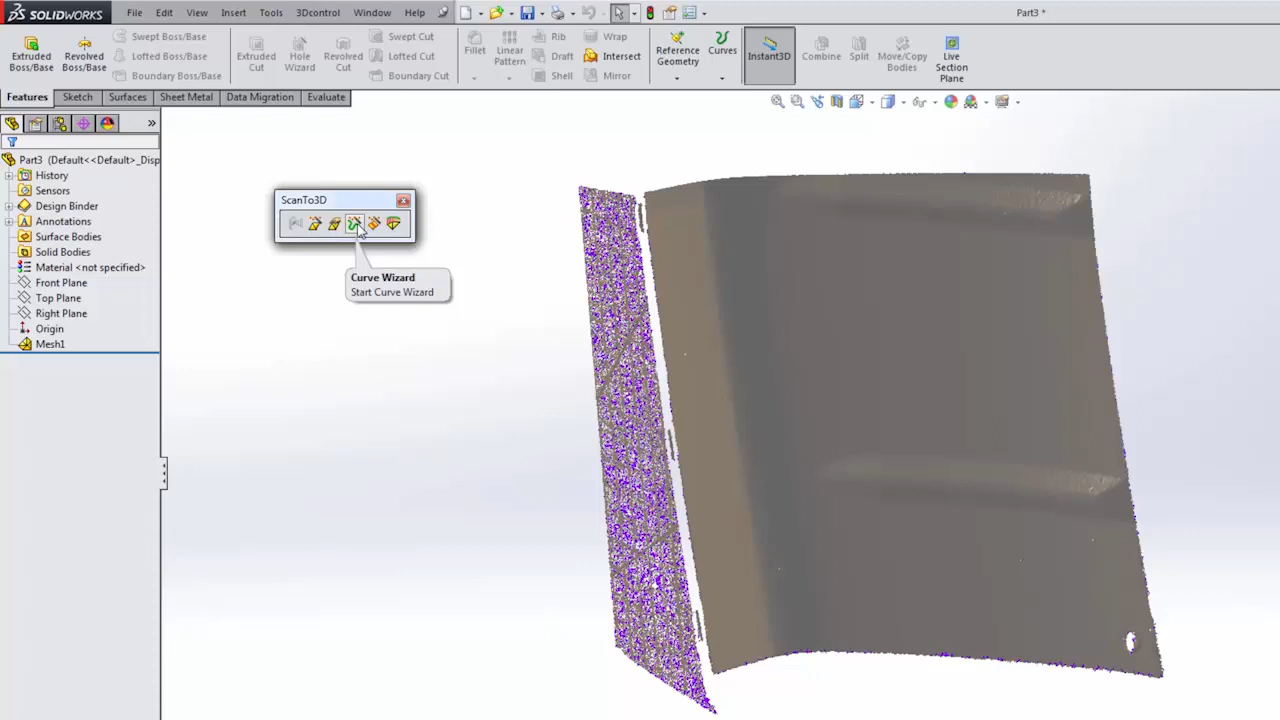 SOLIDWORKS File Edit View Insert Tools 3Dcontrol Window Help Part3 *
Extruded Boss/Base
Revolved Boss/Base
Swept Boss/Base
Lofted Boss/Base
Boundary Boss/Base
Extruded Cut
Hole Wizard
Revolved Cut
Swept Cut
Lofted Cut
Boundary Cut
Fillet
Linear Pattern
Rib
Draft
Shell
Wrap
Intersect
Mirror
Reference Geometry
Curves
Instant3D
Combine
Split
Move/Copy Bodies
Live Section Plane
Features Sketch Surfaces Sheet Metal Data Migration Evaluate
Part3 (Default<<Default>_Disp
History
Sensors
Design Binder
Annotations
Surface Bodies
Solid Bodies
Material <not specified>
Front Plane
Top Plane
Right Plane
Origin
Mesh1
ScanTo3D
Curve Wizard
Start Curve Wizard